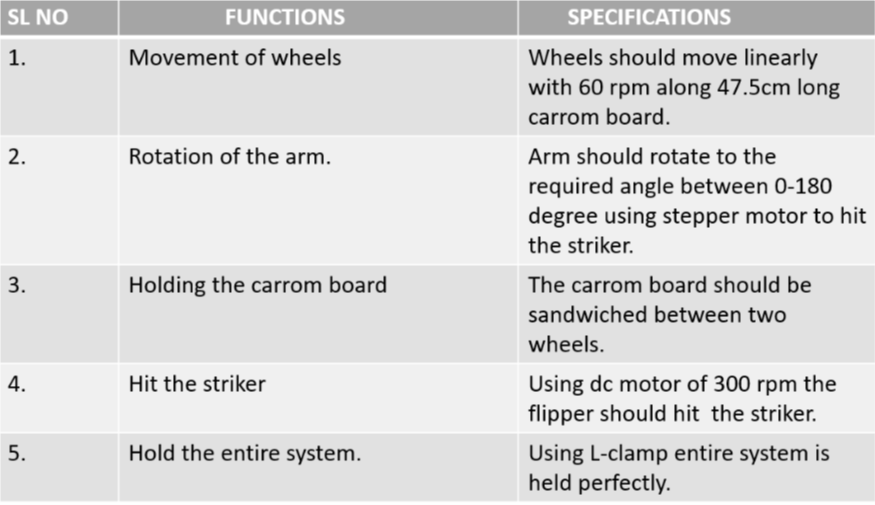 SL NO FUNCTIONS SPECIFICATIONS
1. Movement of wheels Wheels should move linearly
with 60 rpm along 47.5cm long
carrom board.
2. Rotation of the arm. Arm should rotate to the
required angle between 0-180
degree using stepper motor to hit
the striker.
3. Holding the carrom board The carrom board should be
sandwiched between two
wheels.
4. Hit the striker Using dc motor of 300 rpm the
flipper should hit the striker.
5. Hold the entire system. Using L-clamp entire system is
held perfectly.